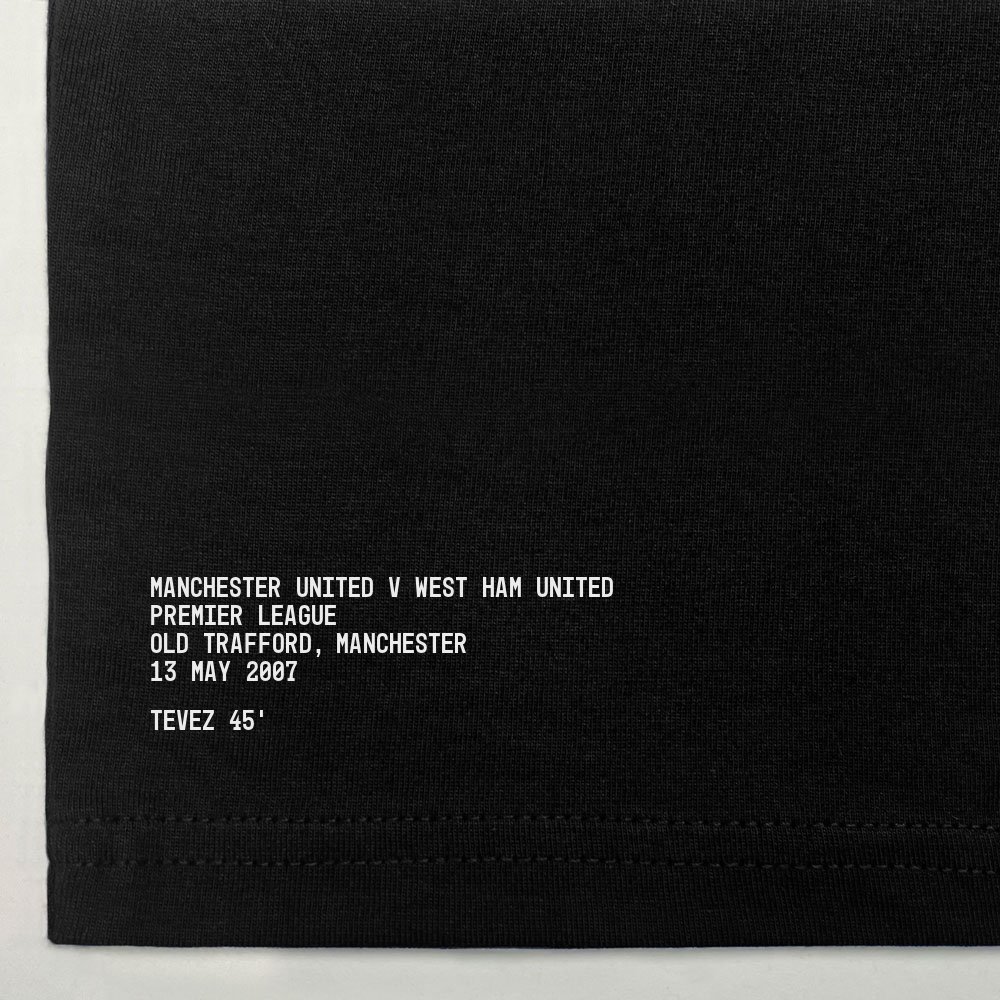 MANCHESTER UNITED V WEST HAM UNITED
PREMIER LEAGUE
OLD TRAFFORD, MANCHESTER
13 MAY 2007
TEVEZ 45'